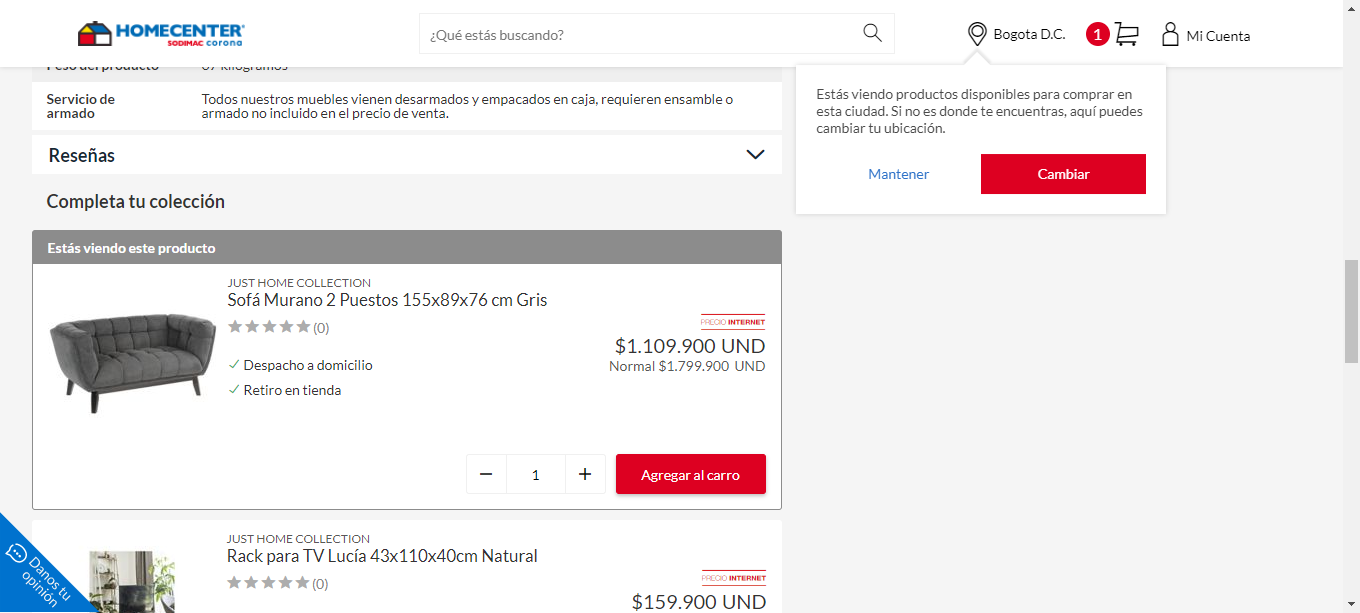 HOMECENTER
SODIMAC corona
¿Qué estás buscando?
Bogota D.C.
1
Mi Cuenta
Peso del producto 67 kilogramos
Servicio de armado
Todos nuestros muebles vienen desarmados y empacados en caja, requieren ensamble o
armado no incluido en el precio de venta.
Reseñas
Estás viendo productos disponibles para comprar en
esta ciudad. Si no es donde te encuentras, aquí puedes
cambiar tu ubicación.
Mantener
Cambiar
Completa tu colección
Estás viendo este producto
JUST HOME COLLECTION
Sofá Murano 2 Puestos 155x89x76 cm Gris
(0)
PRECIO INTERNET
$1.109.900 UND
Normal $1.799.900 UND
Despacho a domicilio
Retiro en tienda
1
Agregar al carro
JUST HOME COLLECTION
Rack para TV Lucía 43x110x40cm Natural
(0)
PRECIO INTERNET
$159.900 UND
Danos tu
opinión